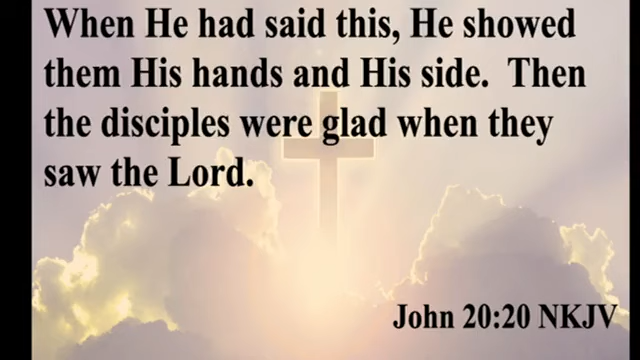 When He had said this, He showed
them His hands and His side.  Then
the disciples were glad when they
saw the Lord.
John 20:20 NKJV